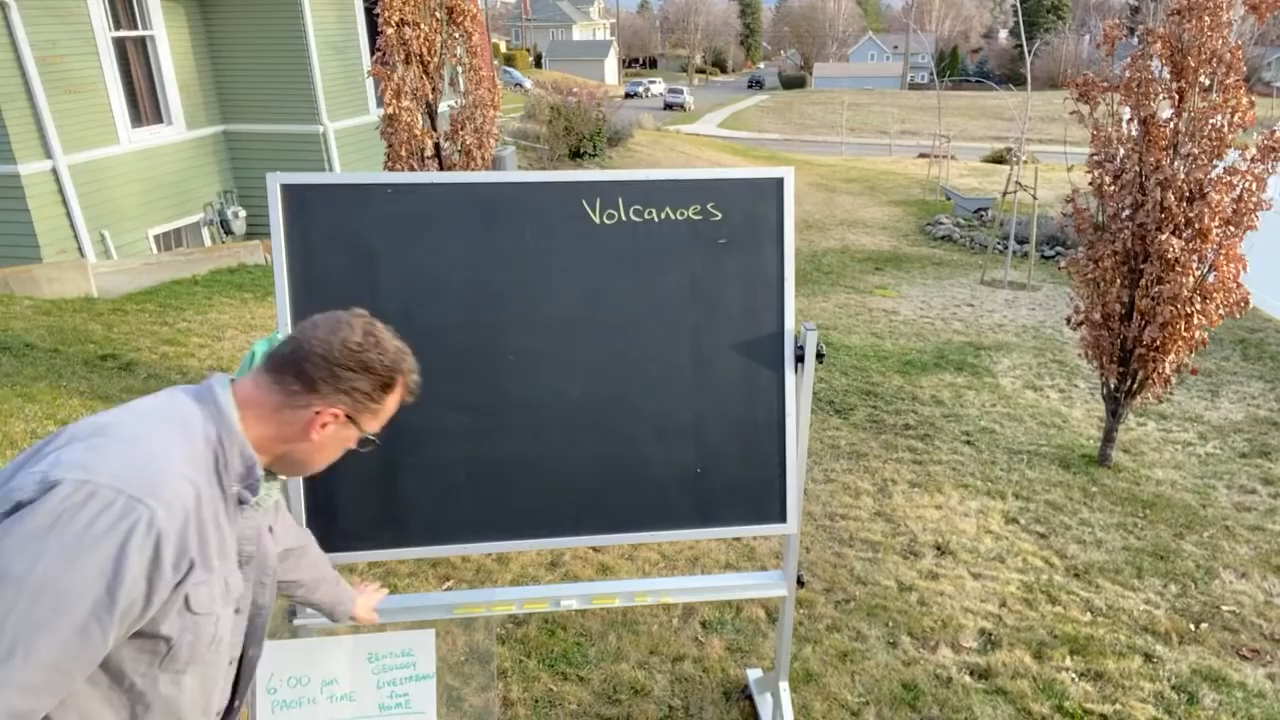 Volcanoes
6:00 pm
PACIFIC TIME
ZENTNER
GEOLOGY
LIVESTREAM
from
HOME